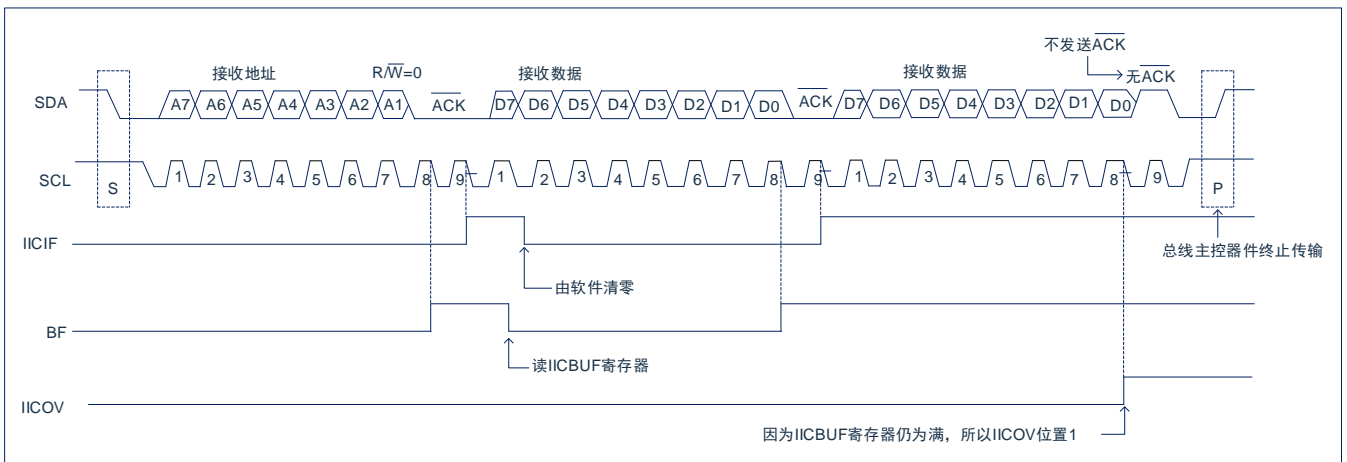 不发送ACK
接收地址 R/W=0 接收数据 接收数据 无ACK
SDA A7 A6 A5 A4 A3 A2 A1 ACK D7 D6 D5 D4 D3 D2 D1 D0 ACK D7 D6 D5 D4 D3 D2 D1 D0
SCL S 1 2 3 4 5 6 7 8 9 1 2 3 4 5 6 7 8 9 1 2 3 4 5 6 7 8 9 P
IICIF
总线主控器件终止传输
由软件清零
BF
读IICBUF寄存器
IICOV
因为IICBUF寄存器仍为满，所以IICOV位置1